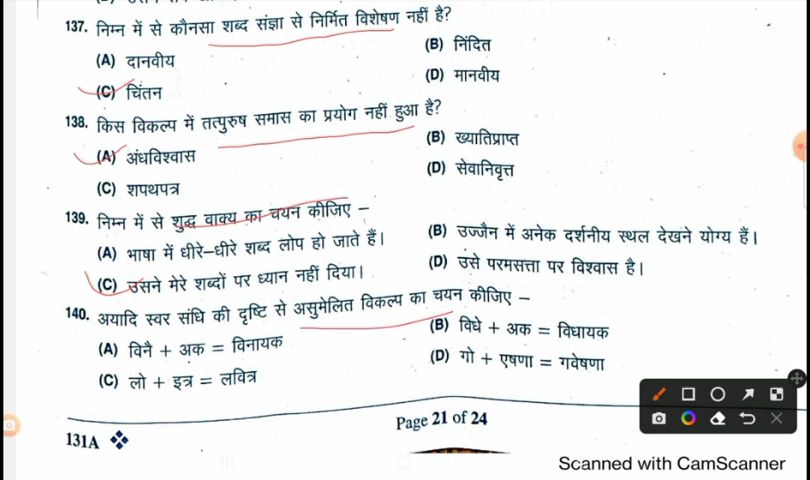 137. निम्न में से कौनसा शब्द संज्ञा से निर्मित विशेषण नहीं है?
(A) दानवीय
(B) निंदित
(C) चिंतन
(D) मानवीय
138. किस विकल्प में तत्पुरुष समास का प्रयोग नहीं हुआ है?
(A) अंधविश्वास
(B) ख्यातिप्राप्त
(C) शपथपत्र
(D) सेवानिवृत्त
139. निम्न में से शुद्ध वाक्य का चयन कीजिए –
(A) भाषा में धीरे–धीरे शब्द लोप हो जाते हैं।
(B) उज्जैन में अनेक दर्शनीय स्थल देखने योग्य हैं।
(C) उसने मेरे शब्दों पर ध्यान नहीं दिया।
(D) उसे परमसत्ता पर विश्वास है।
140. अयादि स्वर संधि की दृष्टि से असुमेलित विकल्प का चयन कीजिए –
(A) विनै + अक = विनायक
(B) विधे + अक = विधायक
(C) लो + इत्र = लवित्र
(D) गो + एषणा = गवेषणा
131A
Page 21 of 24
Scanned with CamScanner